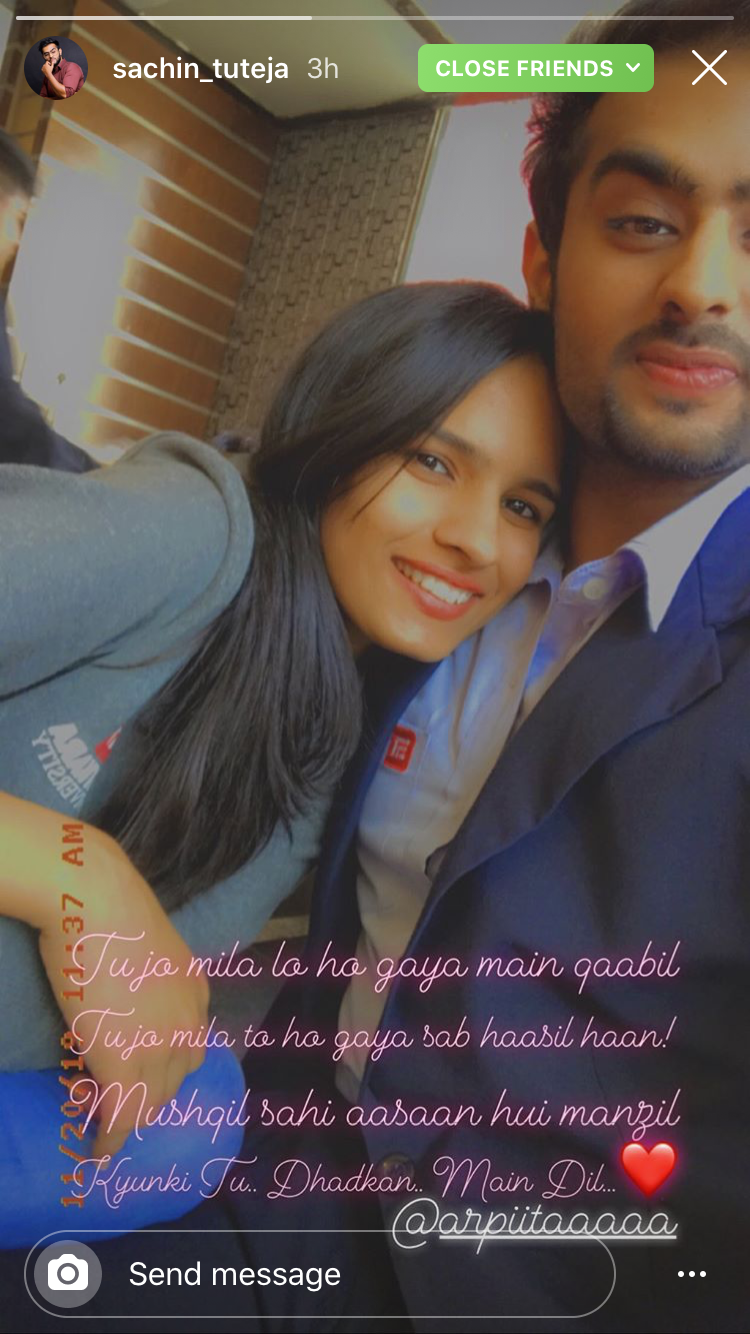 sachin_tuteja 3h CLOSE FRIENDS
11/20/19 11:37 AM
Tu jo mila lo ho gaya main qaabil
Tu jo mila to ho gaya sab haasil haan!
Mushqil sahi aasaan hui manzil
Kyunki Tu.. Dhadkan.. Main Dil...❤️
@arpiitaaaaa
Send message